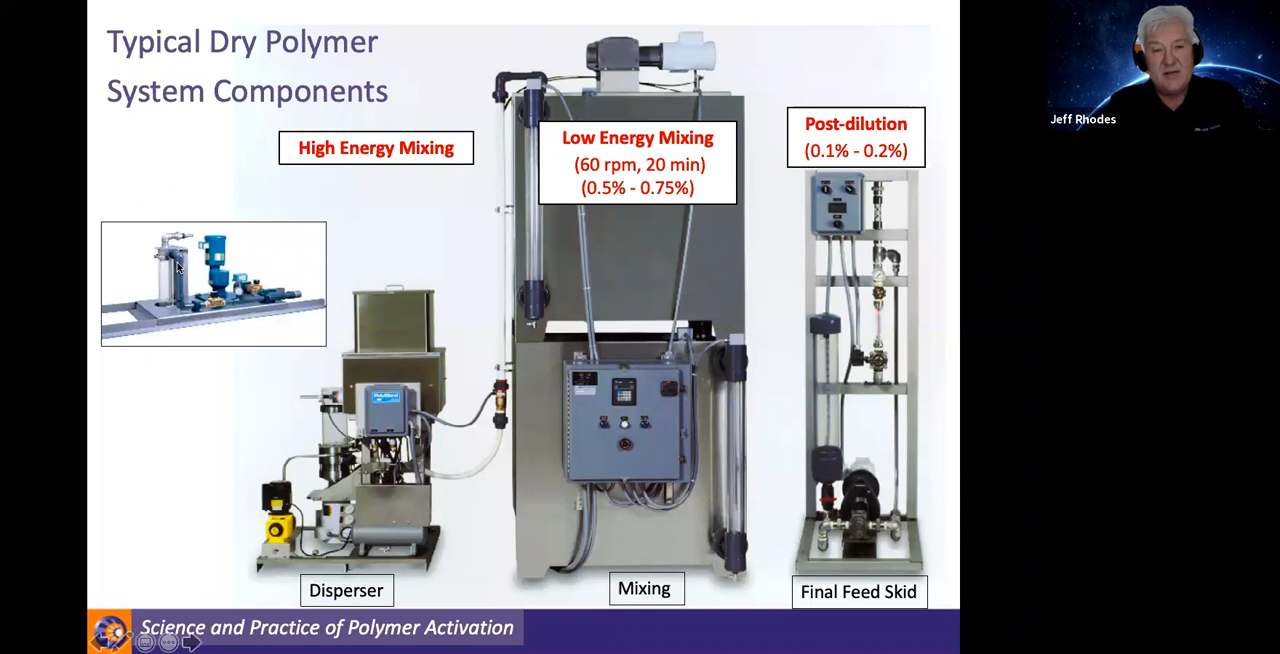 Typical Dry Polymer
System Components
High Energy Mixing
Low Energy Mixing
(60 rpm, 20 min)
(0.5% - 0.75%)
Post-dilution
(0.1% - 0.2%)
Jeff Rhodes
Disperser
Mixing
Final Feed Skid
Science and Practice of Polymer Activation